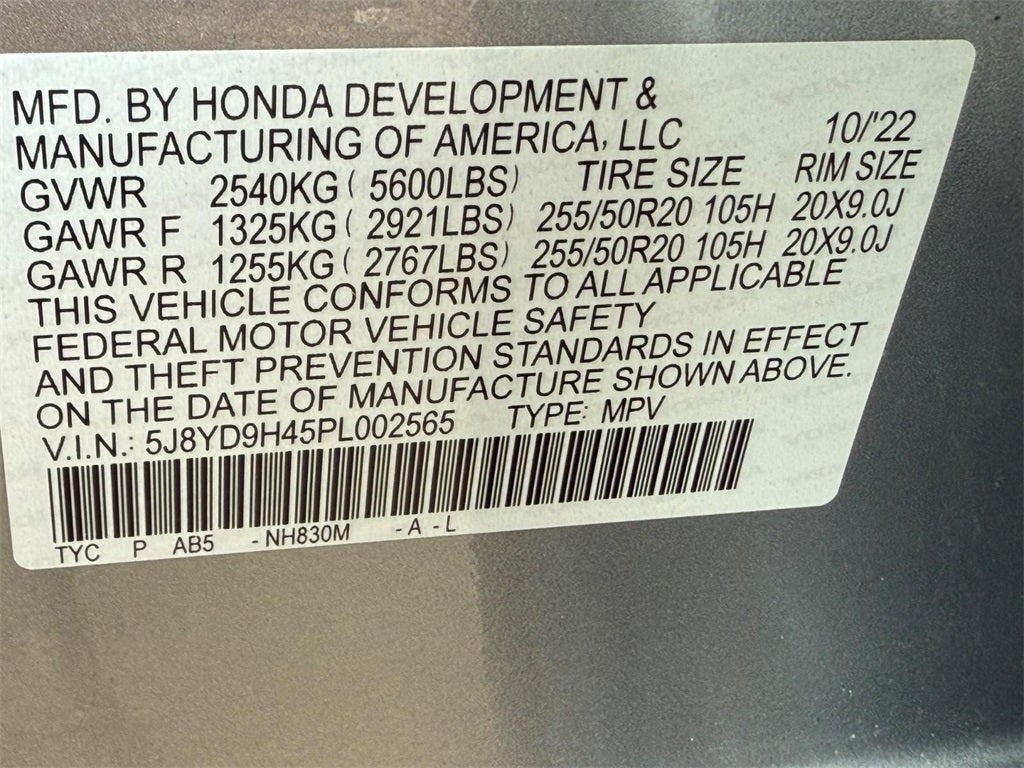 MFD. BY HONDA DEVELOPMENT &
MANUFACTURING OF AMERICA, LLC 10/'22
GVWR 2540KG ( 5600LBS) TIRE SIZE RIM SIZE
GAWR F 1325KG ( 2921LBS) 255/50R20 105H 20X9.0J
GAWR R 1255KG ( 2767LBS) 255/50R20 105H 20X9.0J
THIS VEHICLE CONFORMS TO ALL APPLICABLE
FEDERAL MOTOR VEHICLE SAFETY
AND THEFT PREVENTION STANDARDS IN EFFECT
ON THE DATE OF MANUFACTURE SHOWN ABOVE.
V.I.N.: 5J8YD9H45PL002565 TYPE: MPV
TYC P AB5 - NH830M - A - L